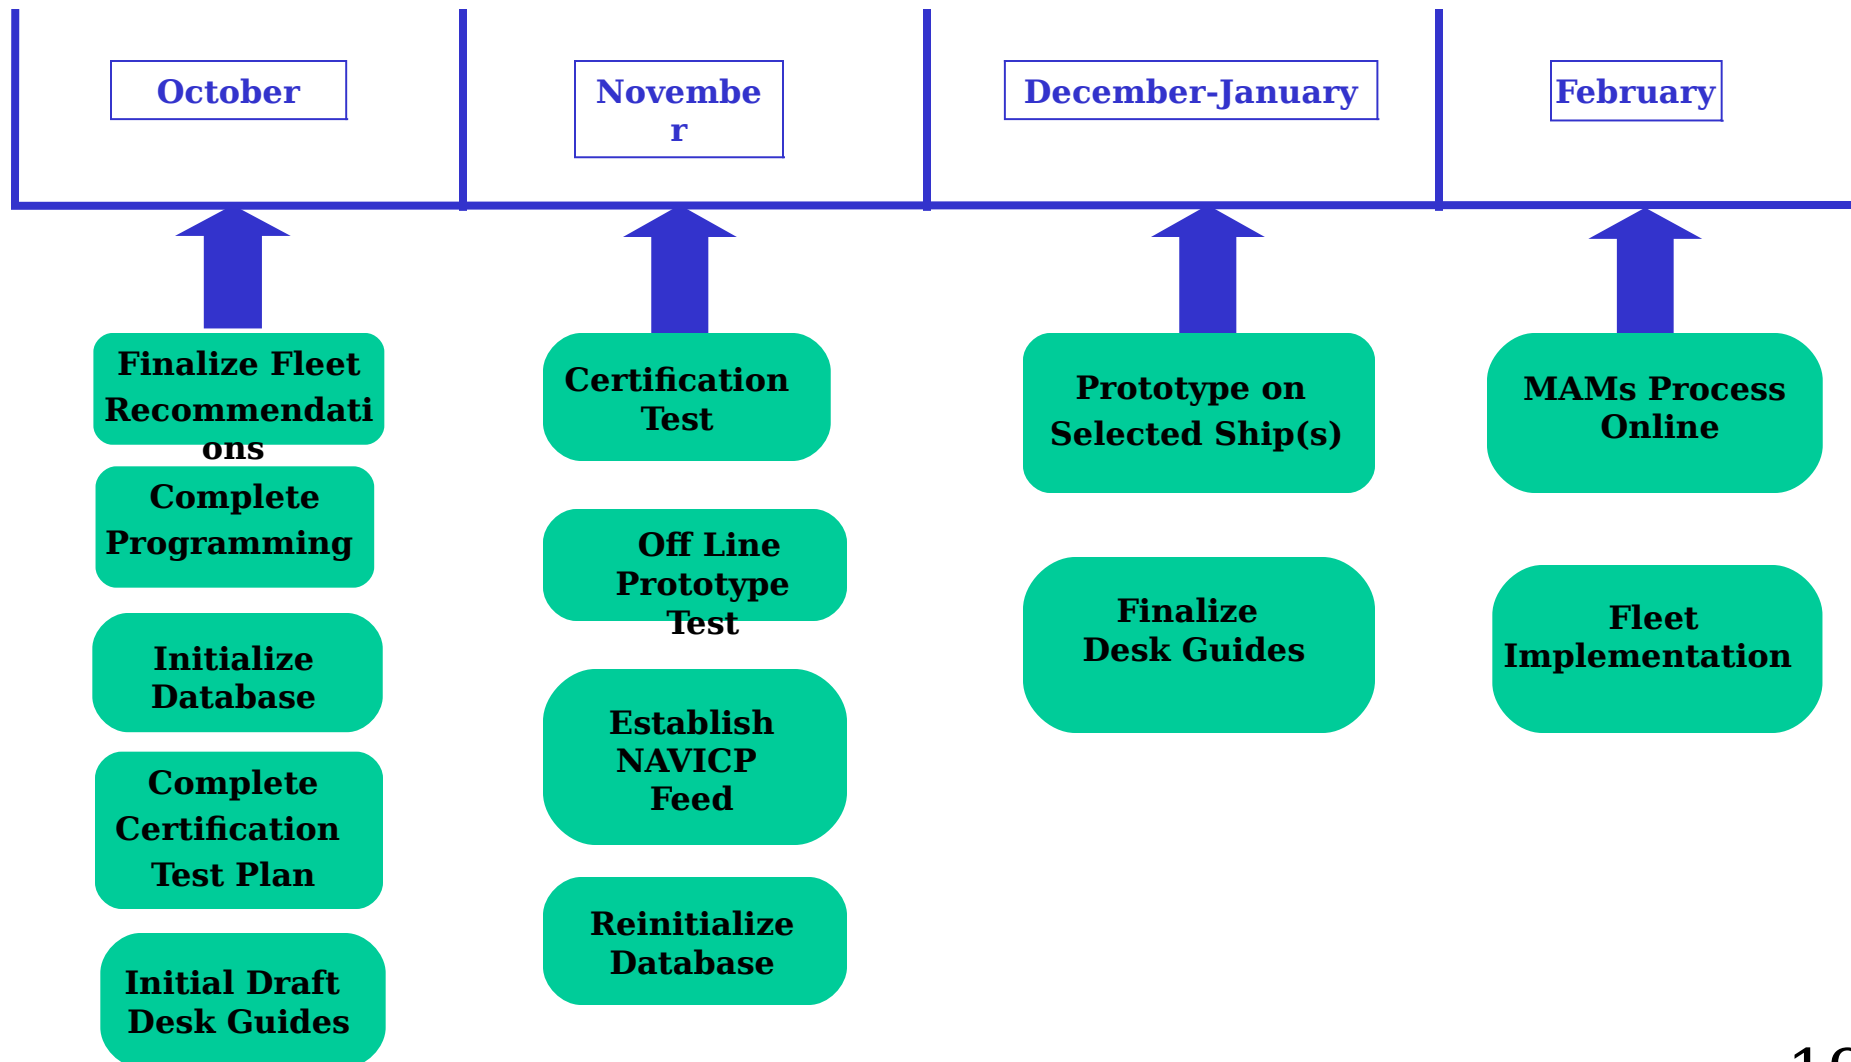 October
Novembe
r
December-January
February
Finalize Fleet
Recommendati
ons
Complete
Programming
Initialize
Database
Complete
Certification
Test Plan
Initial Draft
Desk Guides
Certification
Test
Off Line
Prototype
Test
Establish
NAVICP
Feed
Reinitialize
Database
Prototype on
Selected Ship(s)
Finalize
Desk Guides
MAMs Process
Online
Fleet
Implementation